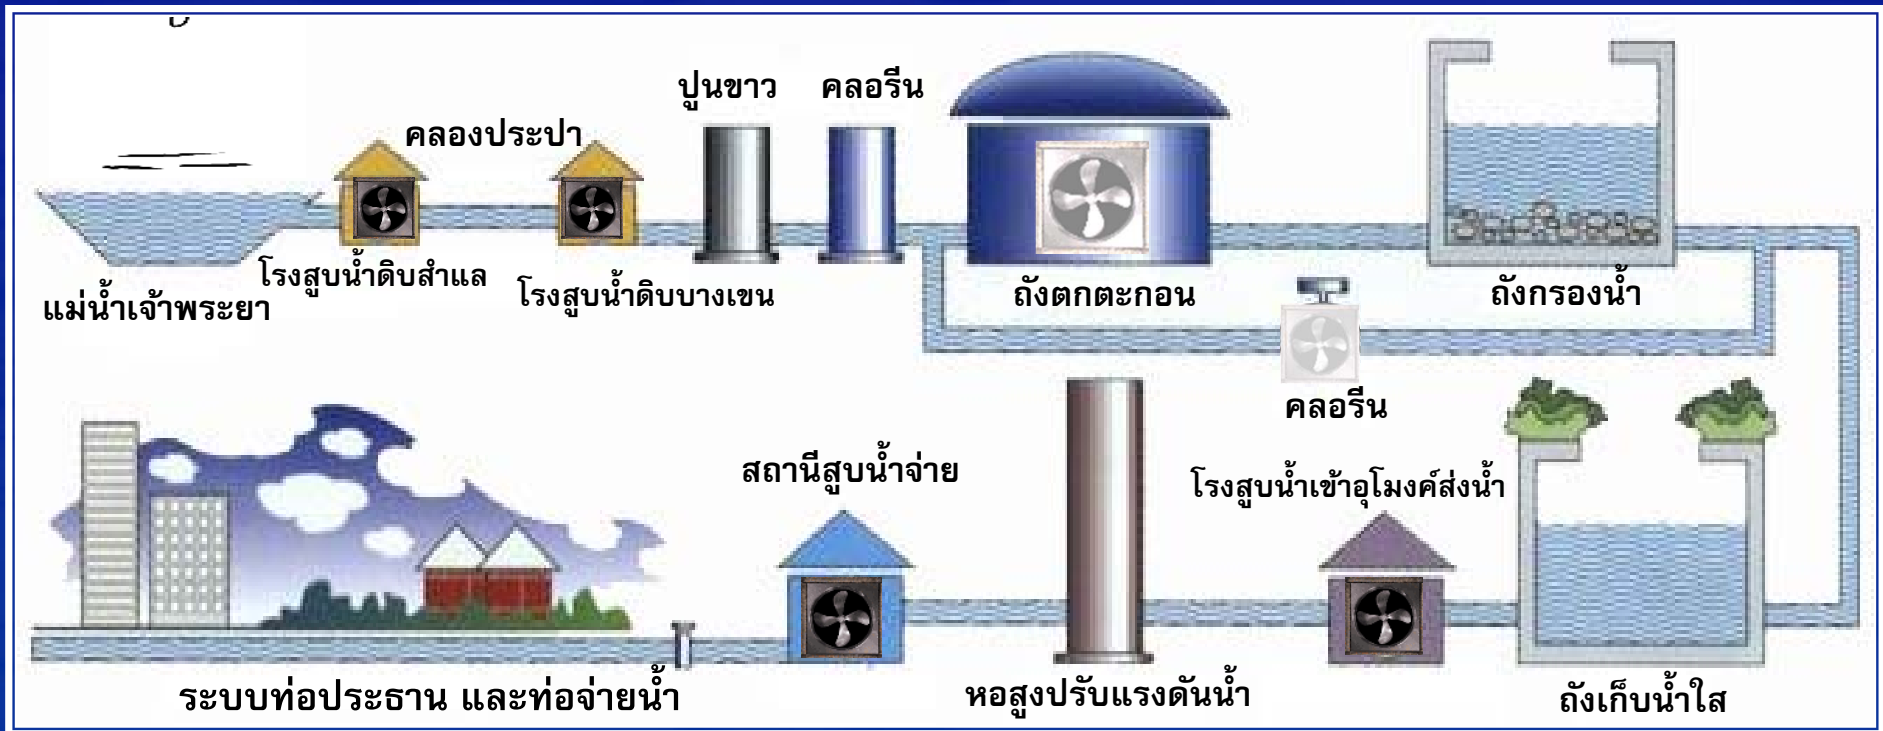 ปูนขาว
คลอรีน
คลองประปา
โรงสูบน้ำดิบสำแล
โรงสูบน้ำดิบบางเขน
แม่น้ำเจ้าพระยา
ถังตกตะกอน
ถังกรองน้ำ
คลอรีน
สถานีสูบน้ำจ่าย
โรงสูบน้ำเข้าอุโมงค์ส่งน้ำ
ระบบท่อประธาน และท่อจ่ายน้ำ
หอสูงปรับแรงดันน้ำ
ถังเก็บน้ำใส